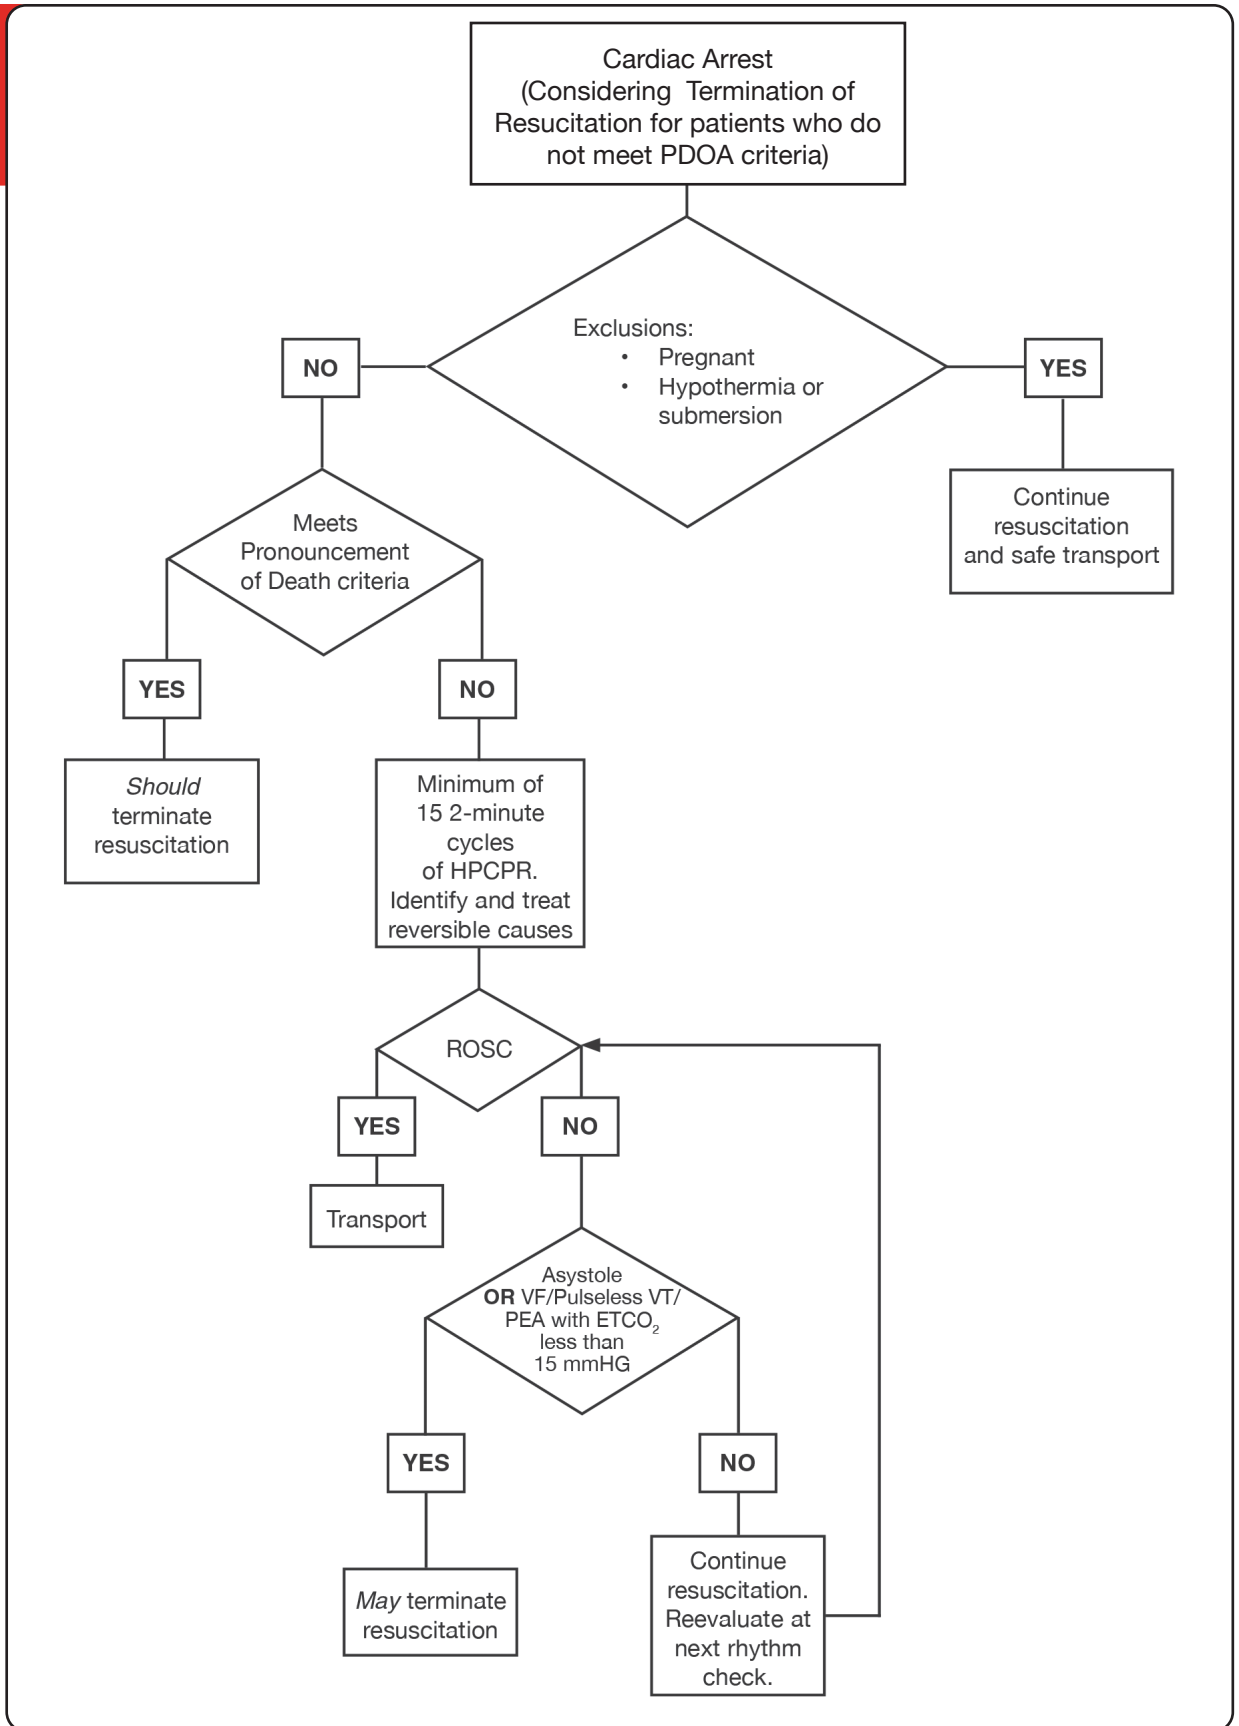 Cardiac Arrest
(Considering Termination of
Resucitation for patients who do
not meet PDOA criteria)
Exclusions:
• Pregnant
• Hypothermia or
submersion
NO
YES
Continue
resuscitation
and safe transport
Meets
Pronouncement
of Death criteria
YES
NO
Should
terminate
resuscitation
Minimum of
15 2-minute
cycles
of HPCPR.
Identify and treat
reversible causes
ROSC
YES
NO
Transport
Asystole
OR VF/Pulseless VT/
PEA with ETCO₂
less than
15 mmHG
YES
NO
May terminate
resuscitation
Continue
resuscitation.
Reevaluate at
next rhythm
check.